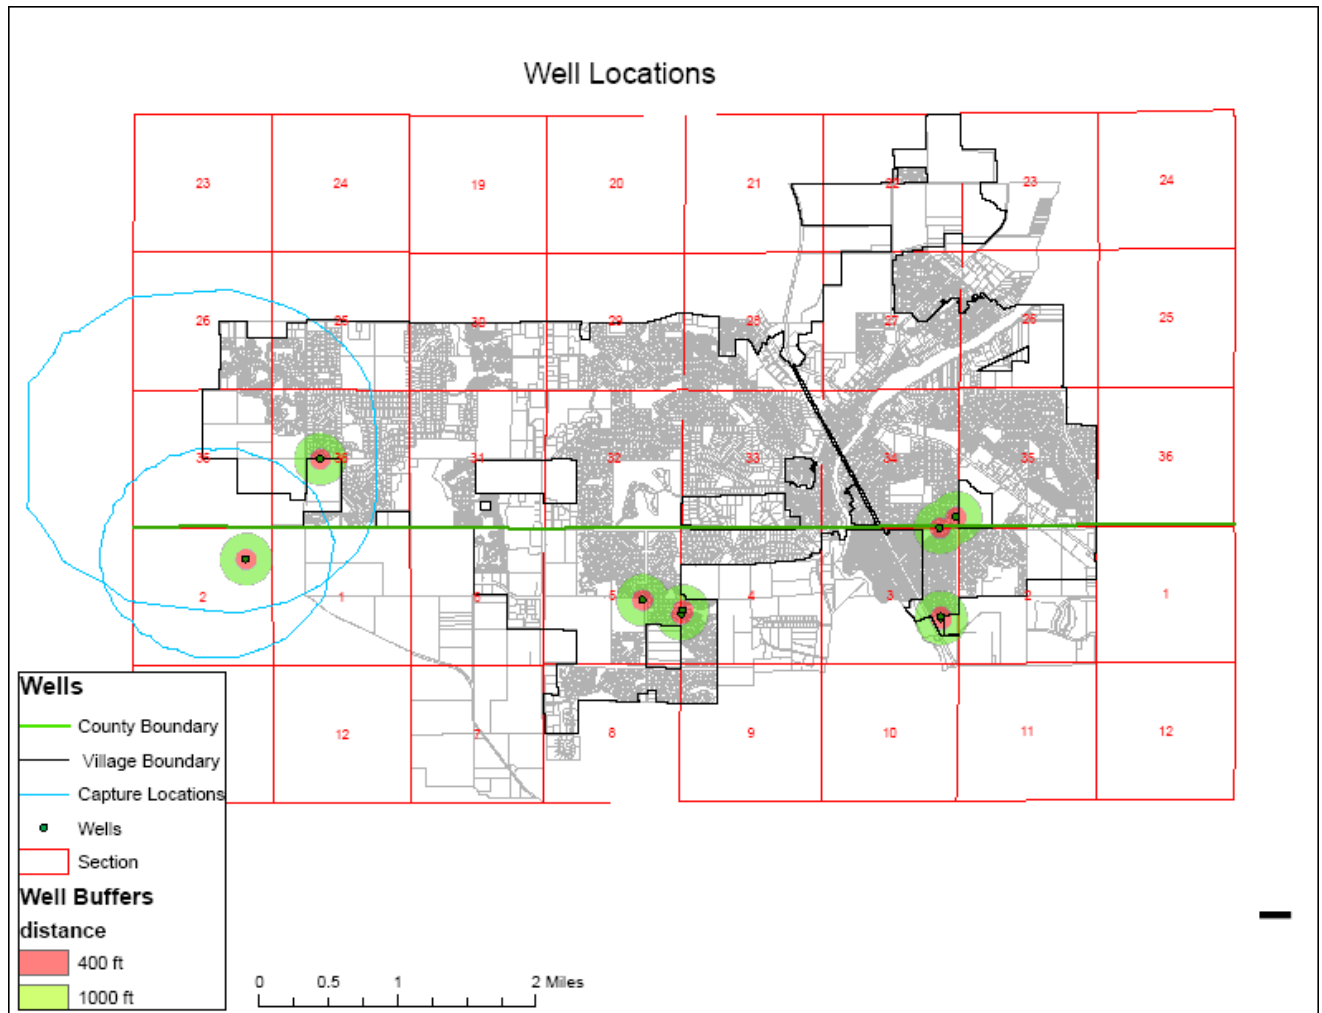 Well Locations
23 24 19 20 21 22 23 24
26 25 30 29 28 27 26 25
35 36 31 32 33 34 35 36
2 1 6 5 4 3 2 1
12 7 8 9 10 11 12
Wells
County Boundary
Village Boundary
Capture Locations
Wells
Section
Well Buffers
distance
400 ft
1000 ft
0 0.5 1 2 Miles